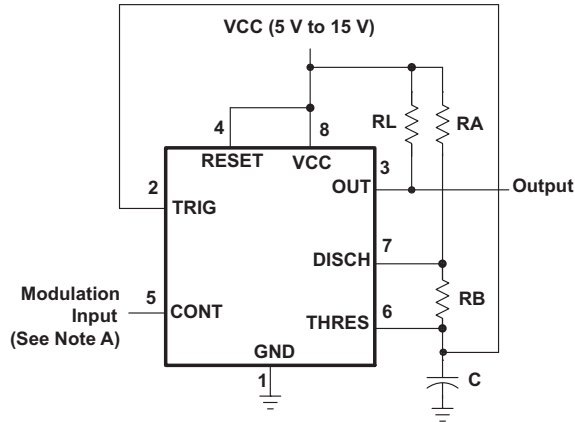 VCC (5 V to 15 V)
4
8
RL
RA
RESET
VCC
3
2
OUT
Output
TRIG
7
DISCH
Modulation
Input
(See Note A)
5
CONT
RB
6
THRES
GND
1
C